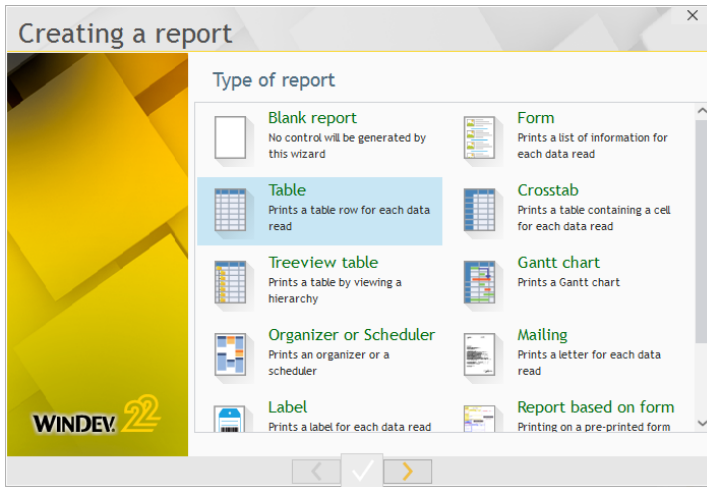 Creating a report
Type of report
Blank report
No control will be generated by
this wizard
Form
Prints a list of information for
each data read
Table
Prints a table row for each data
read
Crosstab
Prints a table containing a cell
for each data read
Treeview table
Prints a table by viewing a
hierarchy
Gantt chart
Prints a Gantt chart
Organizer or Scheduler
Prints an organizer or a
scheduler
Mailing
Prints a letter for each data
read
Label
Prints a label for each data read
Report based on form
Printing on a pre-printed form
WINDEV. 22